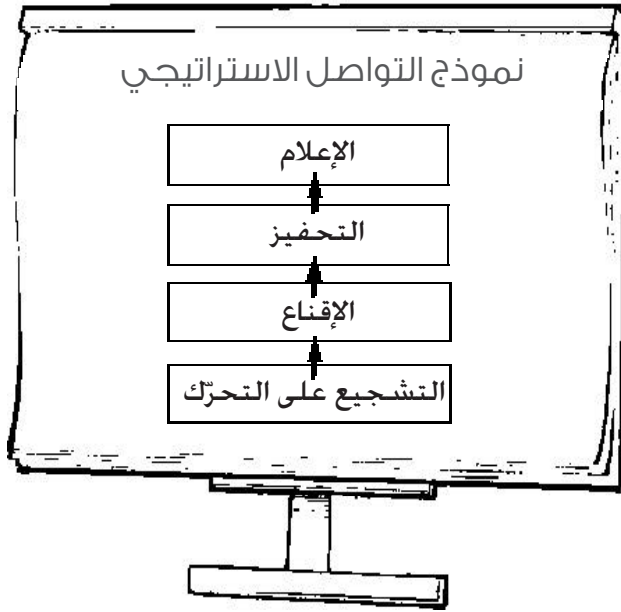 نموذج التواصل الاستراتيجي
الإعلام
التحفيز
الإقناع
التشجيع على التحرّك